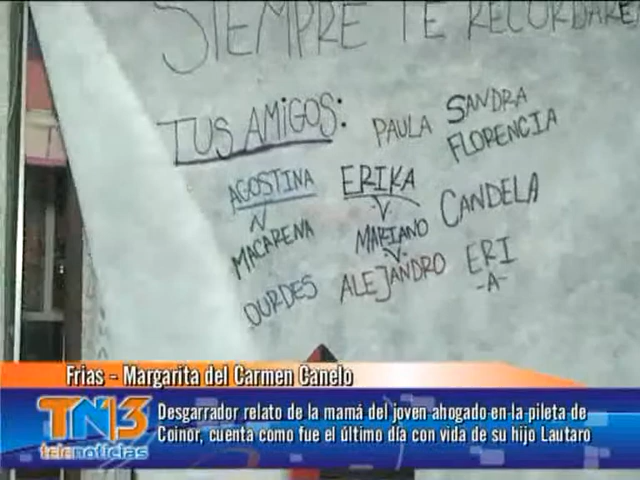 SIEMPRE TE RECORDARE
TUS AMIGOS:
PAULA
SANDRA
FLORENCIA
AGOSTINA
N
MACARENA
ERIKA
V
MARIANO
V
CANDELA
OURDES
ALEJANDRO
ERI
-A-
Frias - Margarita del Carmen Canelo
TN13
telenoticias
Desgarrador relato de la mamá del joven ahogado en la pileta de
Coinor, cuenta como fue el último día con vida de su hijo Lautaro